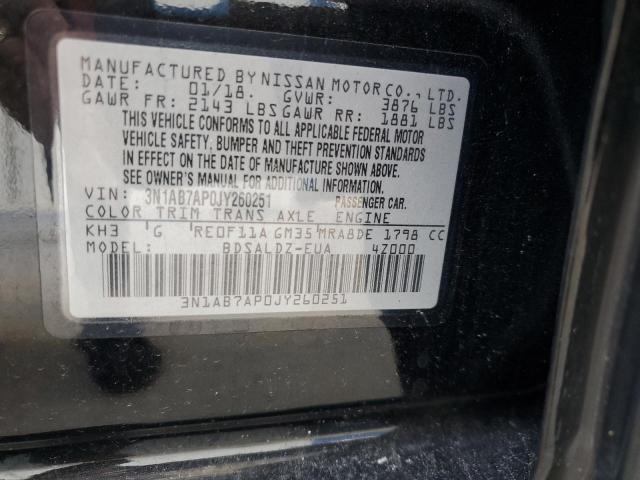 MANUFACTURED BY NISSAN MOTOR CO., LTD.
DATE: 01/18. GVWR: 3876 LBS
GAWR FR: 2143 LBS GAWR RR: 1881 LBS
THIS VEHICLE CONFORMS TO ALL APPLICABLE FEDERAL MOTOR
VEHICLE SAFETY, BUMPER AND THEFT PREVENTION STANDARDS
IN EFFECT ON THE DATE OF MANUFACTURE SHOWN ABOVE.
SEE OWNER'S MANUAL FOR ADDITIONAL INFORMATION.
VIN: 3N1AB7AP0JY260251 PASSENGER CAR.
COLOR TRIM TRANS AXLE ENGINE
KH3 G RE0F11A GM35 MRA8DE 1798 CC
MODEL: BDSALDZ-EUA 4Z000
3N1AB7AP0JY260251